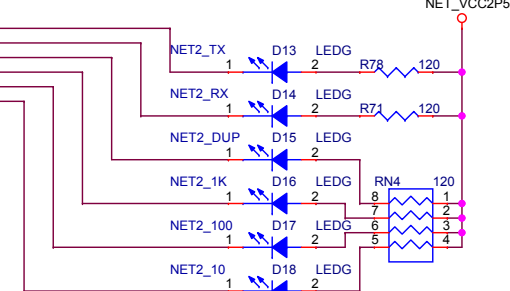 NET_VCC2P5
NET2_TX D13 LEDG
1 2 R78 120
NET2_RX D14 LEDG
1 2 R71 120
NET2_DUP D15 LEDG
1 2
NET2_1K D16 LEDG RN4 120
1 2 8 1
7 2
NET2_100 D17 LEDG 6 3
1 2 5 4
NET2_10 D18 LEDG
1 2